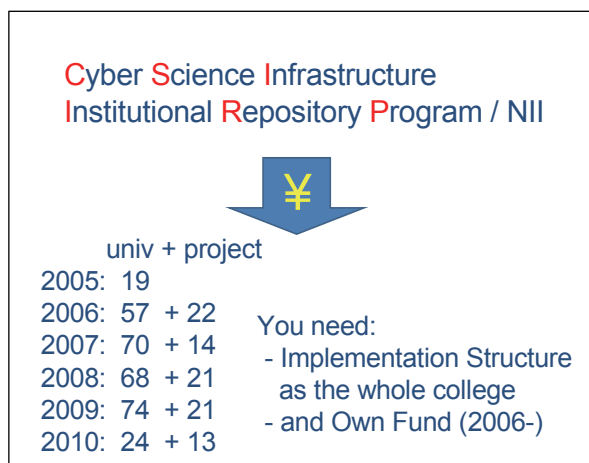 Cyber Science Infrastructure
Institutional Repository Program / NII
¥
univ + project
2005: 19
2006: 57 + 22
2007: 70 + 14
2008: 68 + 21
2009: 74 + 21
2010: 24 + 13
You need:
- Implementation Structure
as the whole college
- and Own Fund (2006-)